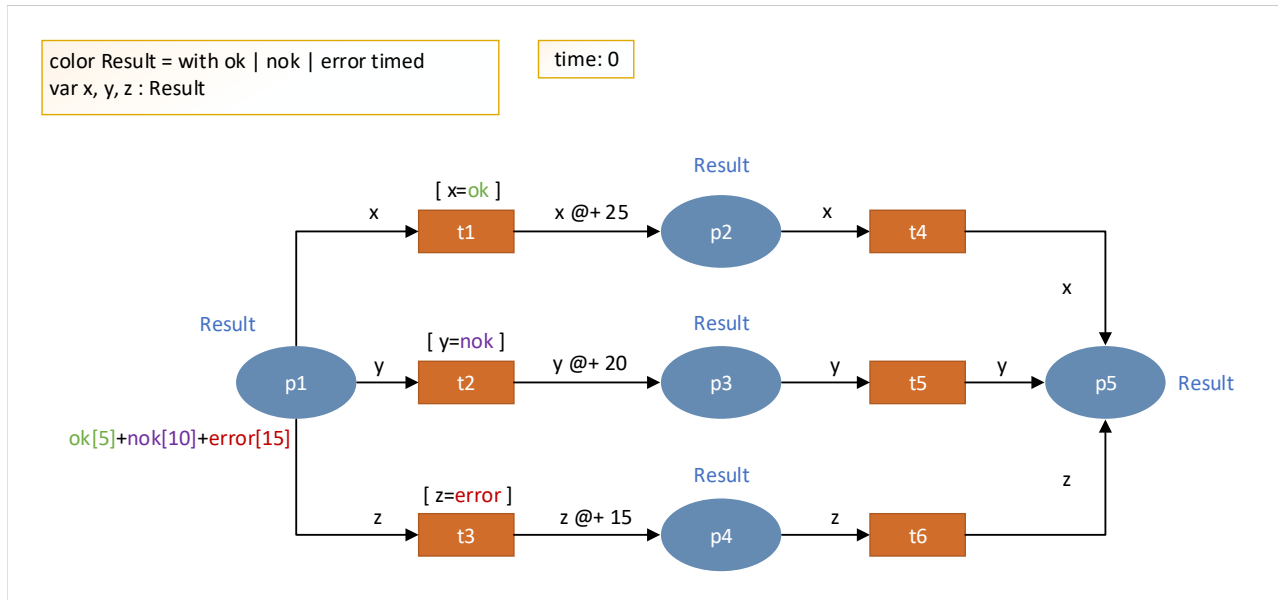 color Result = with ok | nok | error timed
var x, y, z : Result
time: 0
Result
[ x=ok ]
x
t1
x @+ 25
p2
x
t4
x
Result
Result
[ y=nok ]
p1
y
t2
y @+ 20
p3
y
t5
y
p5
Result
ok[5]+nok[10]+error[15]
Result
[ z=error ]
z
t3
z @+ 15
p4
z
t6
z